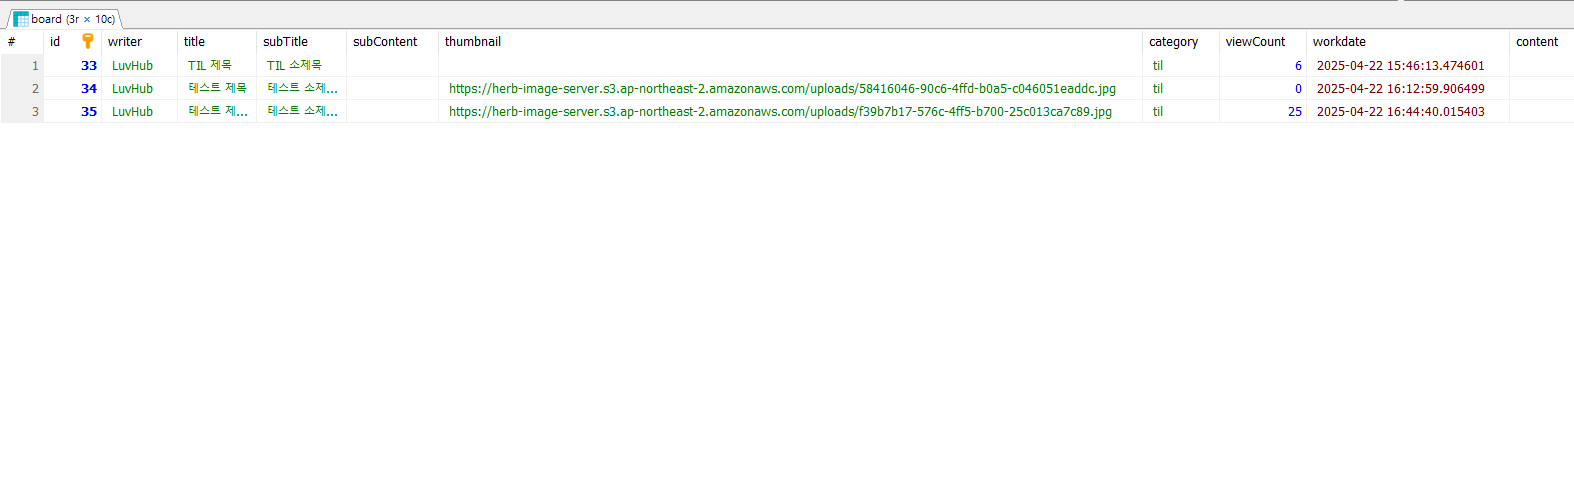 board (3r × 10c)
# id writer title subTitle subContent thumbnail category viewCount workdate content
1 33 LuvHub TIL 제목 TIL 소제목 til 6 2025-04-22 15:46:13.474601
2 34 LuvHub 테스트 제목 테스트 소제... https://herb-image-server.s3.ap-northeast-2.amazonaws.com/uploads/58416046-90c6-4ffd-b0a5-c046051eaddc.jpg til 0 2025-04-22 16:12:59.906499
3 35 LuvHub 테스트 제... 테스트 소제... https://herb-image-server.s3.ap-northeast-2.amazonaws.com/uploads/f39b7b17-576c-4ff5-b700-25c013ca7c89.jpg til 25 2025-04-22 16:44:40.015403